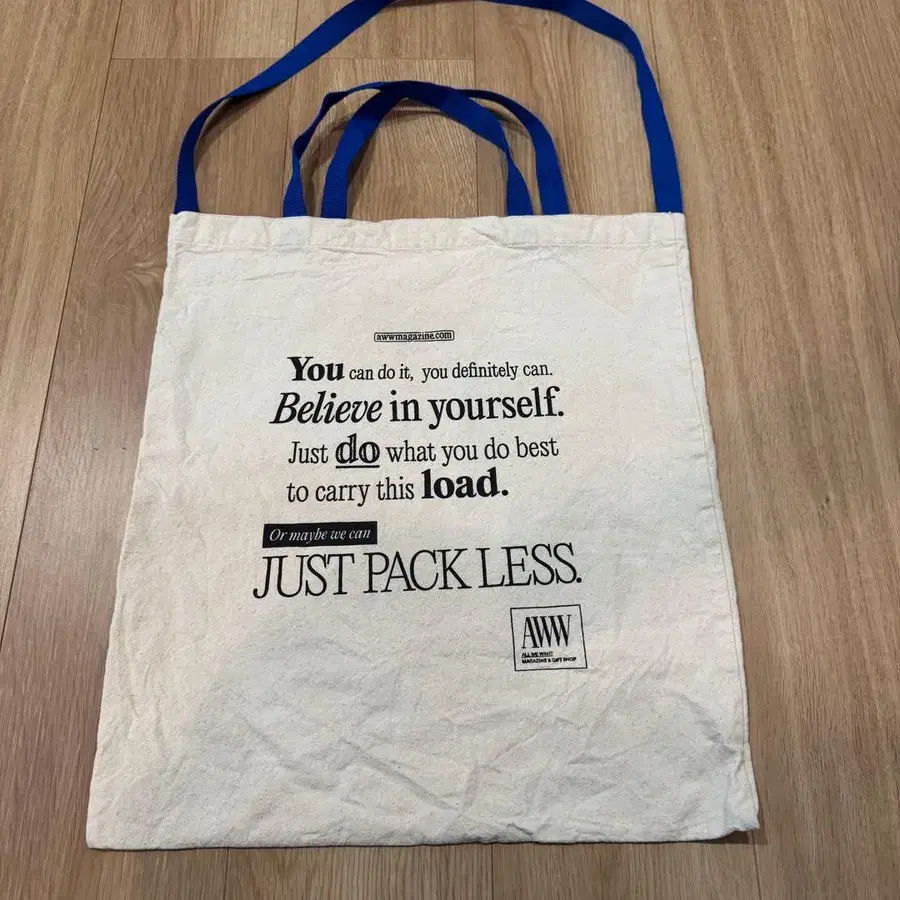 awwmagazine.com
You can do it, you definitely can.
Believe in yourself.
Just do what you do best
to carry this load.
Or maybe we can
JUST PACK LESS.
AWW
ALL WE WANT
MAGAZINE & GIFT SHOP